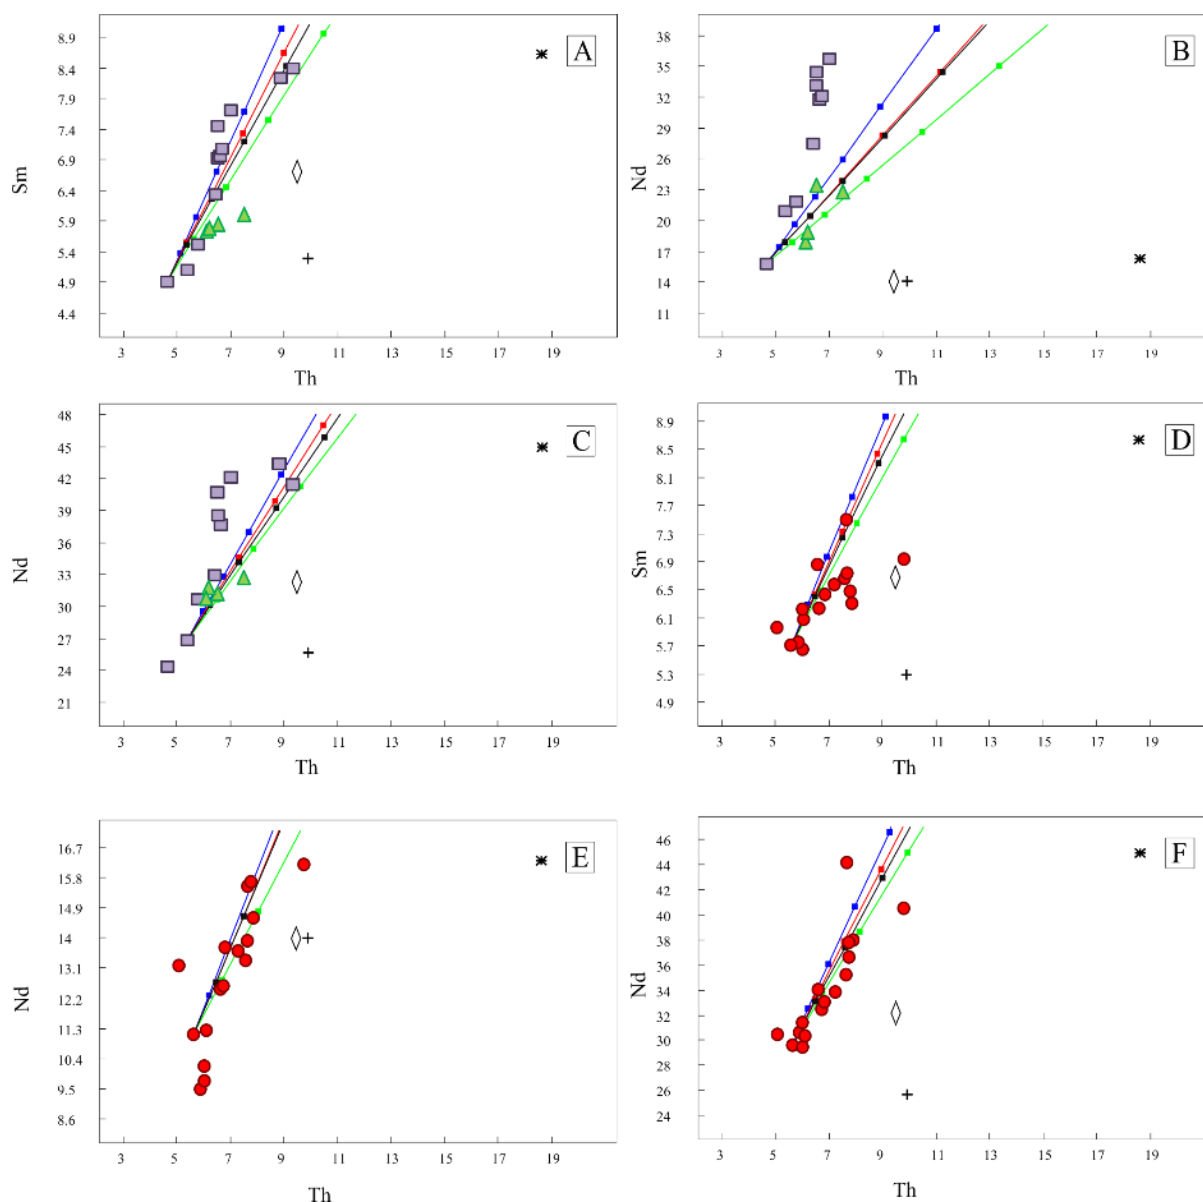 8.9
8.4
7.9
7.4
6.9
6.4
5.9
5.4
4.9
4.4
Sm
A
3 5 7 9 11 13 15 17 19
Th
38
35
32
29
26
23
20
17
14
11
Nd
B
3 5 7 9 11 13 15 17 19
Th
48
45
42
39
36
33
30
27
24
21
Nd
C
3 5 7 9 11 13 15 17 19
Th
8.9
8.5
8.1
7.7
7.3
6.9
6.5
6.1
5.7
5.3
4.9
Sm
D
3 5 7 9 11 13 15 17 19
Th
16.7
15.8
14.9
14
13.1
12.2
11.3
10.4
9.5
8.6
Nd
E
3 5 7 9 11 13 15 17 19
Th
46
44
42
40
38
36
34
32
30
28
26
24
Nd
F
3 5 7 9 11 13 15 17 19
Th